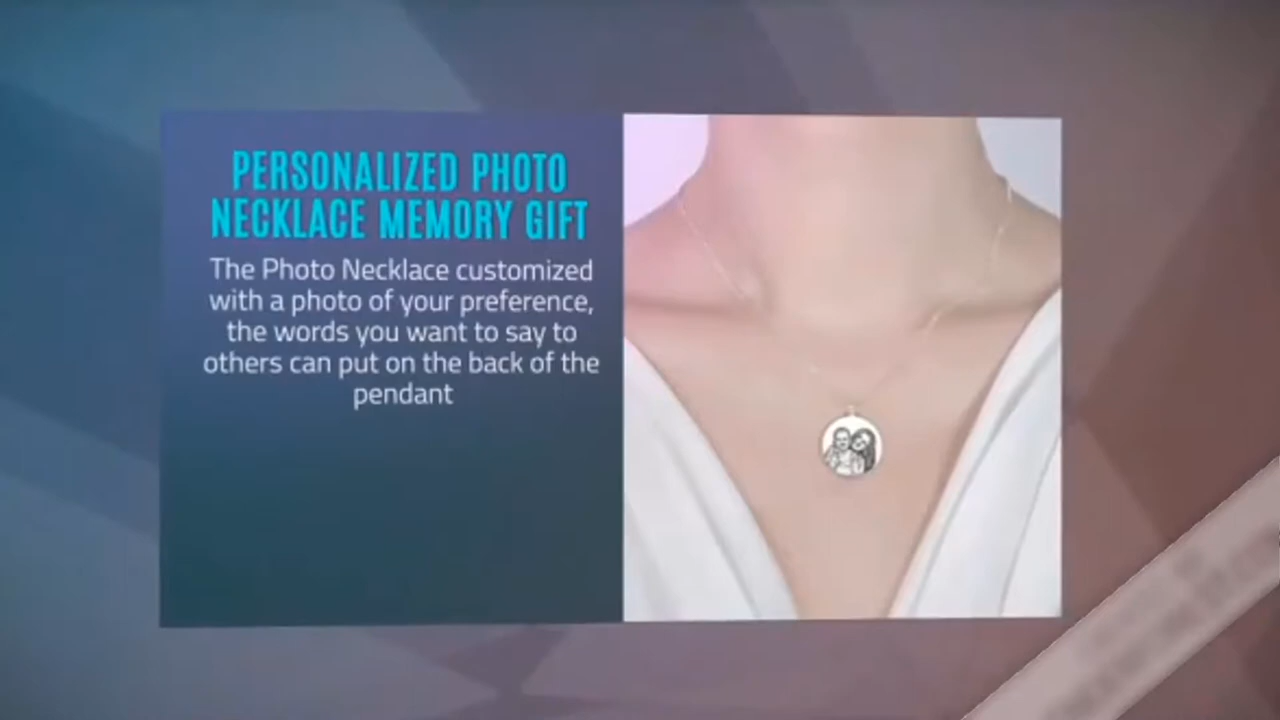 PERSONALIZED PHOTO
NECKLACE MEMORY GIFT
The Photo Necklace customized
with a photo of your preference,
the words you want to say to
others can put on the back of the
pendant